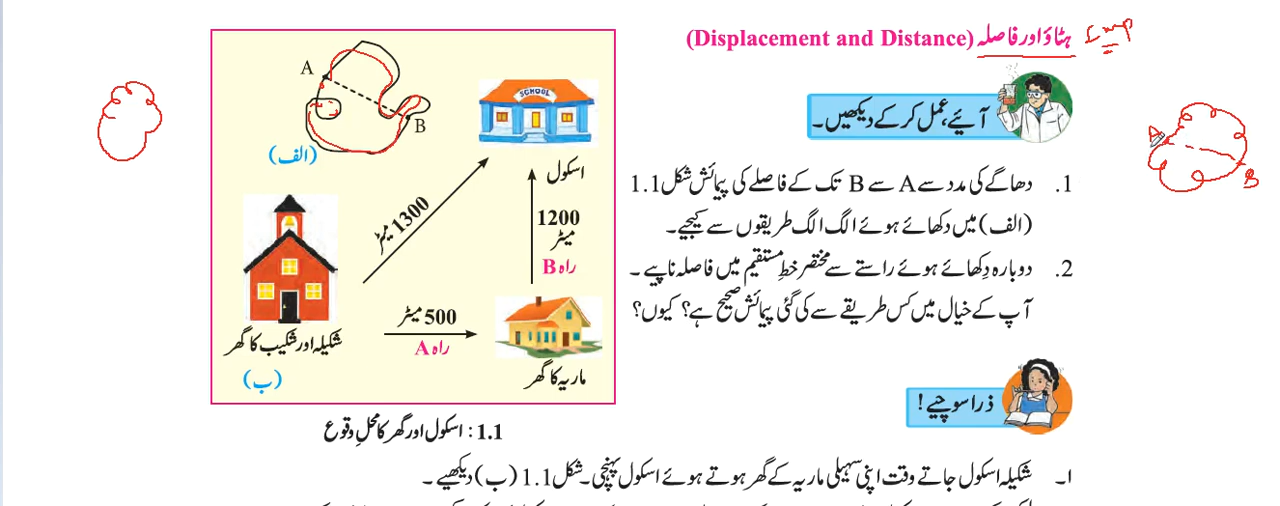 ہٹاؤ اور فاصلہ (Displacement and Distance)
Imp
آئیے، عمل کر کے دیکھیں۔
1. دھاگے کی مدد سے A سے B تک کے فاصلے کی پیمائش شکل 1.1
(الف) میں دکھائے ہوئے الگ الگ طریقوں سے کیجیے۔
2. دوبارہ دِکھائے ہوئے راستے سے مختصر خطِ مستقیم میں فاصلہ ناپیے۔
آپ کے خیال میں کس طریقے سے کی گئی پیمائش صحیح ہے؟ کیوں؟
A
B
A
B
(الف)
SCHOOL
اسکول
1300 میٹر
1200
میٹر
راہ B
500 میٹر
راہ A
شکیلہ اور شکیب کا گھر
ماریہ کا گھر
(ب)
1.1 : اسکول اور گھر کا محلِ وقوع
ذرا سوچیے!
۱۔ شکیلہ اسکول جاتے وقت اپنی سہیلی ماریہ کے گھر ہوتے ہوئے اسکول پہنچی۔ شکل 1.1 (ب) دیکھیے۔